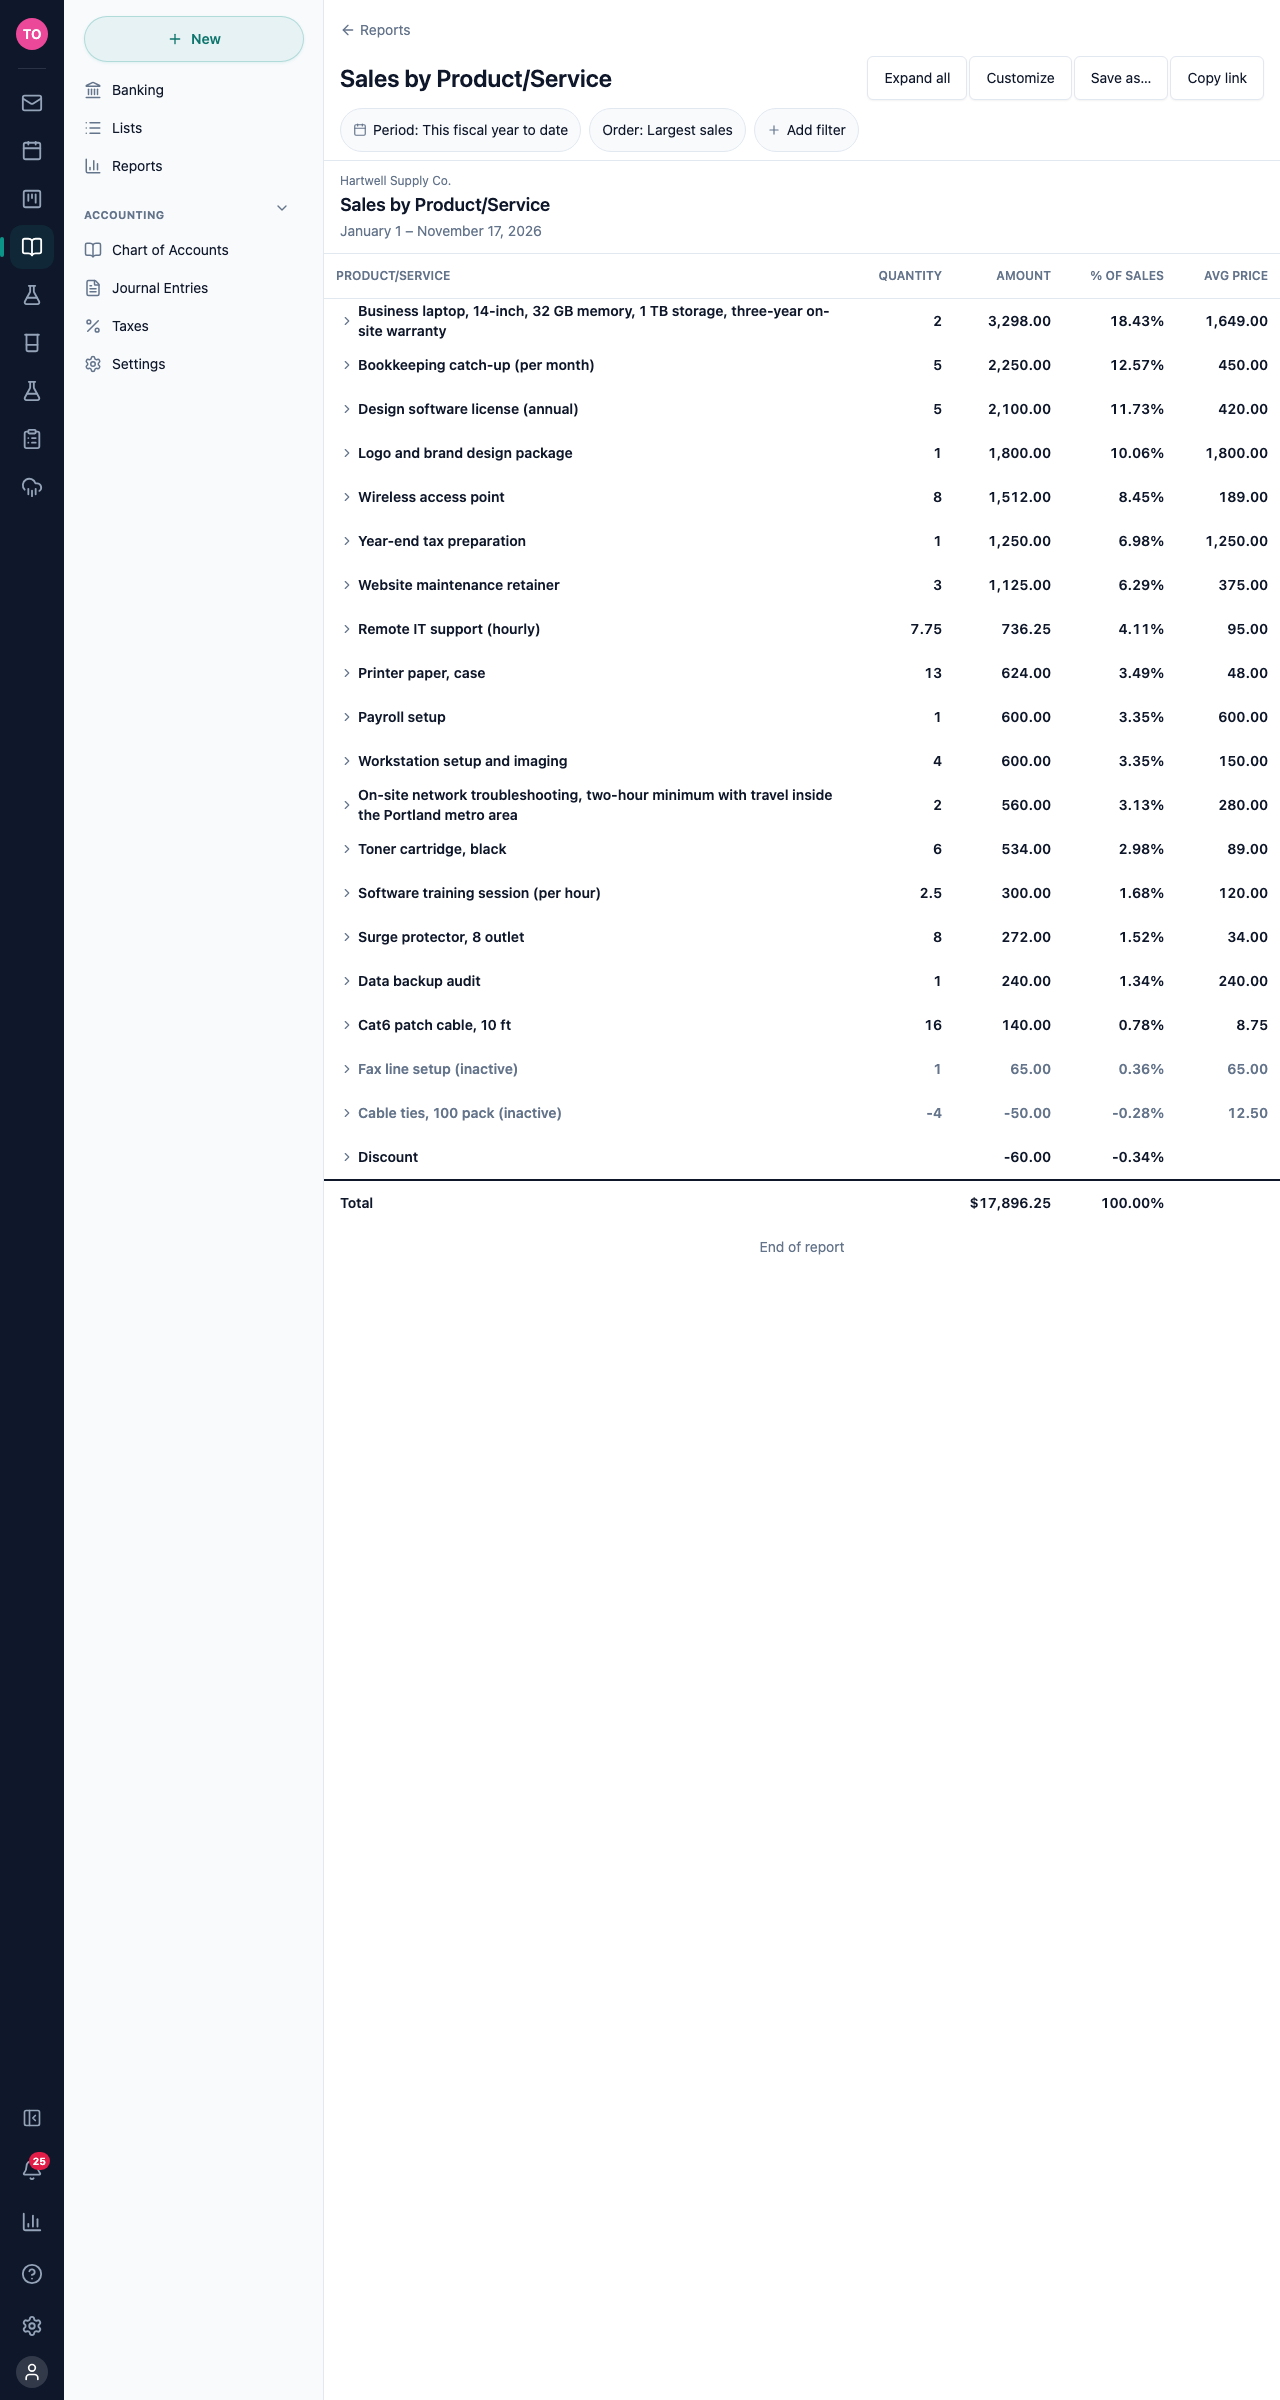 TO
New
Banking
Lists
Reports
ACCOUNTING
Chart of Accounts
Journal Entries
Taxes
Settings
25
Reports
Sales by Product/Service
Expand all
Customize
Save as...
Copy link
Period: This fiscal year to date
Order: Largest sales
Add filter
Hartwell Supply Co.
Sales by Product/Service
January 1 – November 17, 2026
PRODUCT/SERVICE QUANTITY AMOUNT % OF SALES AVG PRICE
Business laptop, 14-inch, 32 GB memory, 1 TB storage, three-year on-
site warranty 2 3,298.00 18.43% 1,649.00
Bookkeeping catch-up (per month) 5 2,250.00 12.57% 450.00
Design software license (annual) 5 2,100.00 11.73% 420.00
Logo and brand design package 1 1,800.00 10.06% 1,800.00
Wireless access point 8 1,512.00 8.45% 189.00
Year-end tax preparation 1 1,250.00 6.98% 1,250.00
Website maintenance retainer 3 1,125.00 6.29% 375.00
Remote IT support (hourly) 7.75 736.25 4.11% 95.00
Printer paper, case 13 624.00 3.49% 48.00
Payroll setup 1 600.00 3.35% 600.00
Workstation setup and imaging 4 600.00 3.35% 150.00
On-site network troubleshooting, two-hour minimum with travel inside
the Portland metro area 2 560.00 3.13% 280.00
Toner cartridge, black 6 534.00 2.98% 89.00
Software training session (per hour) 2.5 300.00 1.68% 120.00
Surge protector, 8 outlet 8 272.00 1.52% 34.00
Data backup audit 1 240.00 1.34% 240.00
Cat6 patch cable, 10 ft 16 140.00 0.78% 8.75
Fax line setup (inactive) 1 65.00 0.36% 65.00
Cable ties, 100 pack (inactive) -4 -50.00 -0.28% 12.50
Discount -60.00 -0.34%
Total $17,896.25 100.00%
End of report